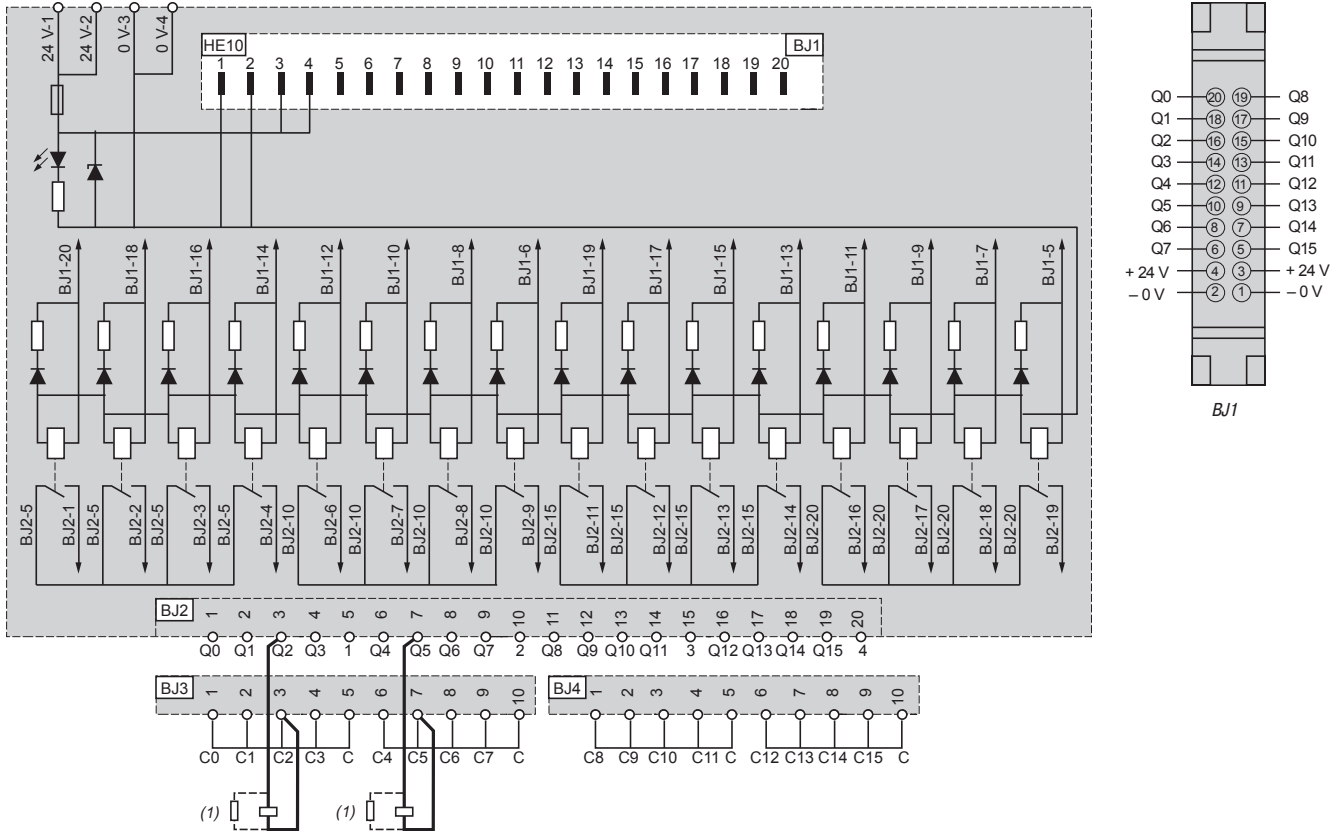 24 V-1
24 V-2
0 V-3
0 V-4
HE10
BJ1
1 2 3 4 5 6 7 8 9 10 11 12 13 14 15 16 17 18 19 20
BJ1-20 BJ1-18 BJ1-16 BJ1-14 BJ1-12 BJ1-10 BJ1-8 BJ1-6 BJ1-19 BJ1-17 BJ1-15 BJ1-13 BJ1-11 BJ1-9 BJ1-7 BJ1-5
BJ2-5 BJ2-1 BJ2-5 BJ2-2 BJ2-5 BJ2-3 BJ2-5 BJ2-4 BJ2-10 BJ2-6 BJ2-10 BJ2-7 BJ2-10 BJ2-8 BJ2-10 BJ2-9 BJ2-15 BJ2-11 BJ2-15 BJ2-12 BJ2-15 BJ2-13 BJ2-15 BJ2-14 BJ2-20 BJ2-16 BJ2-20 BJ2-17 BJ2-20 BJ2-18 BJ2-20 BJ2-19
BJ2 1 2 3 4 5 6 7 8 9 10 11 12 13 14 15 16 17 18 19 20
Q0 Q1 Q2 Q3 1 Q4 Q5 Q6 Q7 2 Q8 Q9 Q10 Q11 3 Q12 Q13 Q14 Q15 4
BJ3 1 2 3 4 5 6 7 8 9 10
C0 C1 C2 C3 C C4 C5 C6 C7 C
BJ4 1 2 3 4 5 6 7 8 9 10
C8 C9 C10 C11 C C12 C13 C14 C15 C
(1) (1)
Q0 20 19 Q8
Q1 18 17 Q9
Q2 16 15 Q10
Q3 14 13 Q11
Q4 12 11 Q12
Q5 10 9 Q13
Q6 8 7 Q14
Q7 6 5 Q15
+ 24 V 4 3 + 24 V
– 0 V 2 1 – 0 V
BJ1